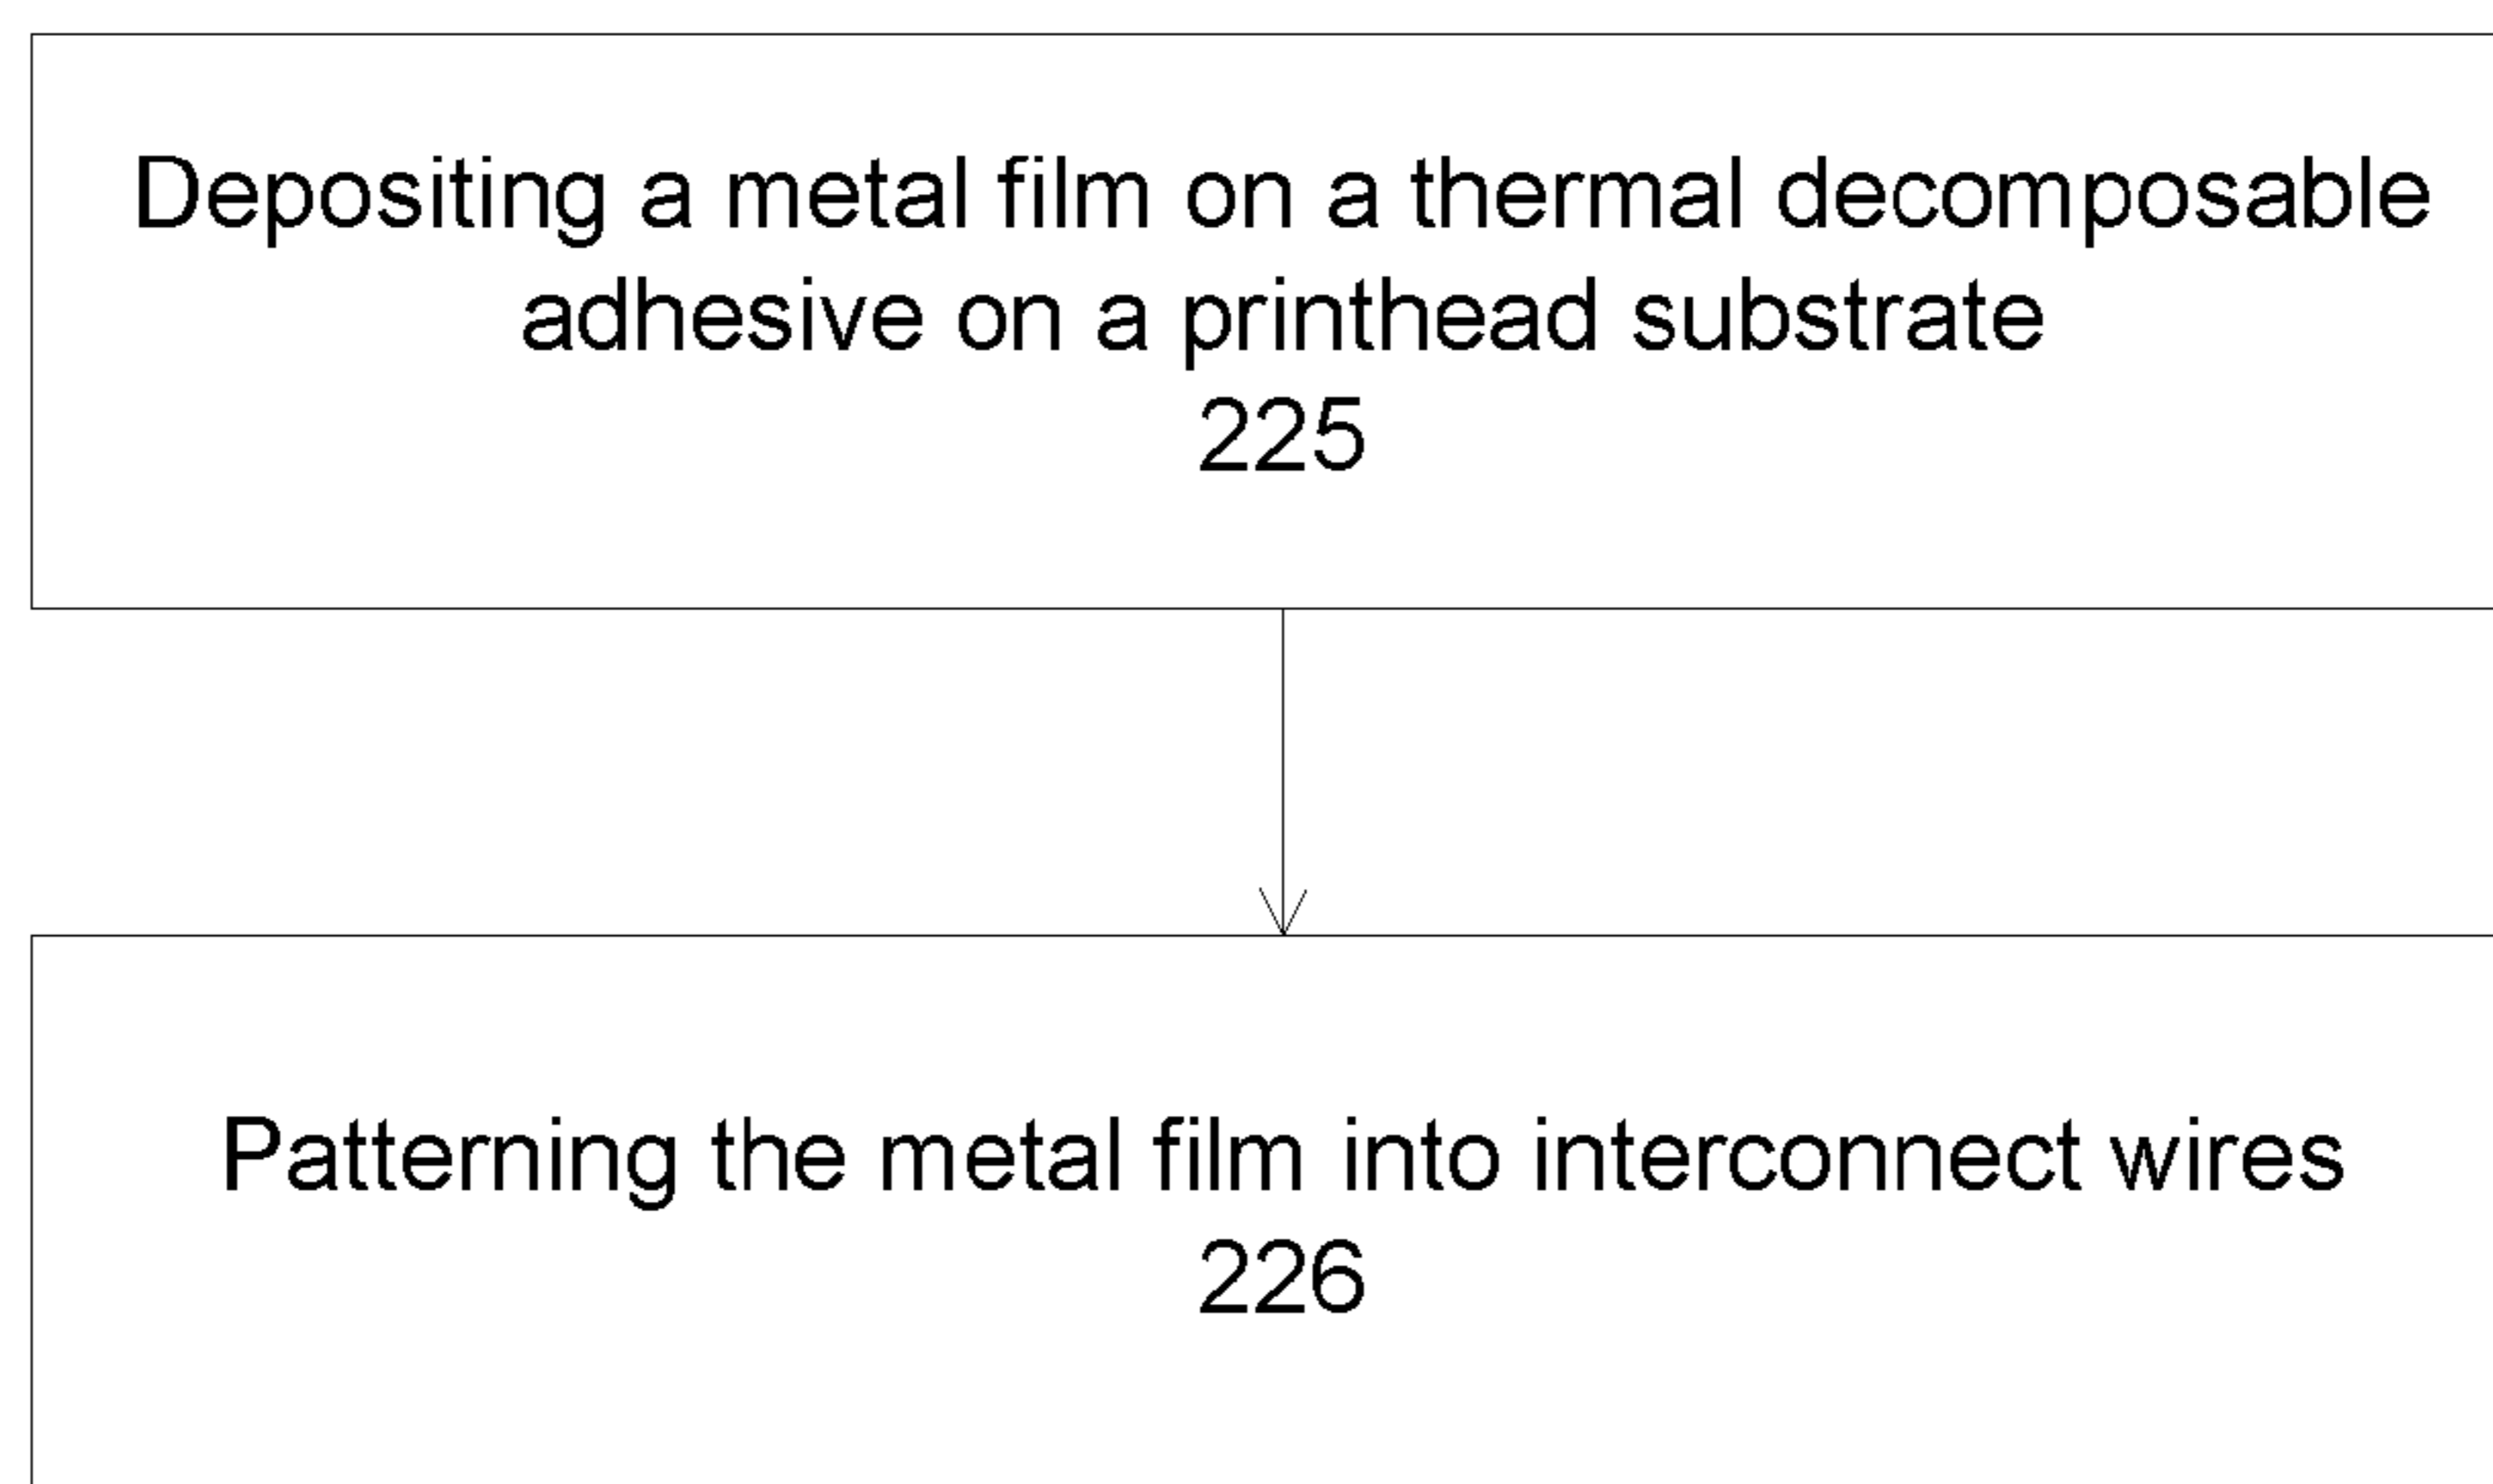 Depositing a metal film on a thermal decomposable
adhesive on a printhead substrate
225
Patterning the metal film into interconnect wires
226